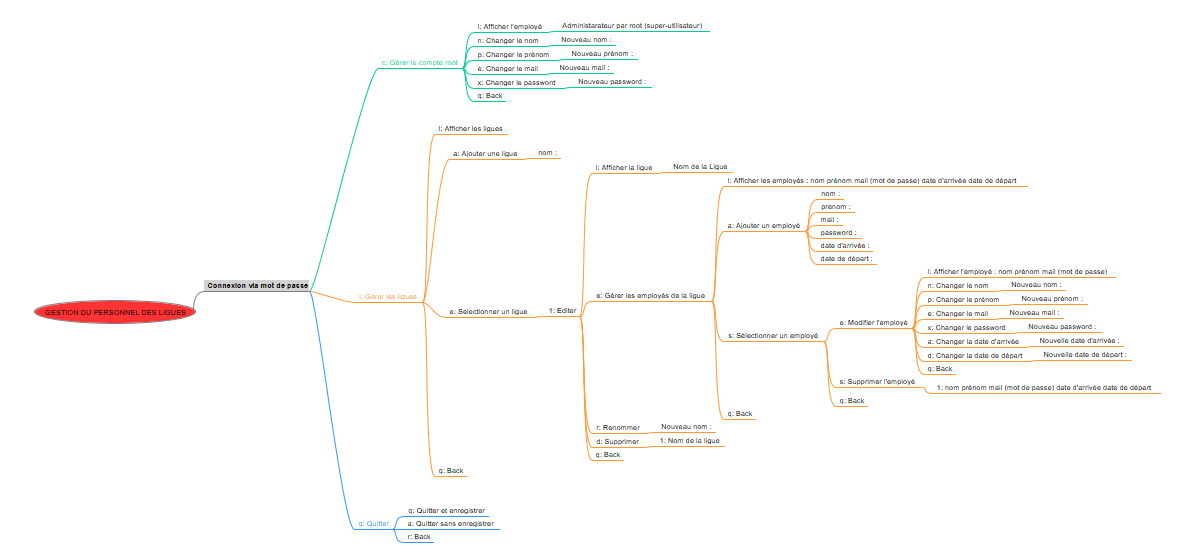 GESTION DU PERSONNEL DES LIGUES
Connexion via mot de passe
c: Gérer le compte root
l: Afficher l'employé
Administarateur par root (super-utilisateur)
n: Changer le nom
Nouveau nom :
p: Changer le prénom
Nouveau prénom :
e: Changer le mail
Nouveau mail :
x: Changer le password
Nouveau password :
q: Back
l: Gérer les ligues
l: Afficher les ligues
a: Ajouter une ligue
nom :
e: Selectionner un ligue
1: Editer
l: Afficher la ligue
Nom de la Ligue
e: Gérer les employés de la ligue
l: Afficher les employés : nom prénom mail (mot de passe) date d'arrivée date de départ
a: Ajouter un employé
nom :
prenom :
mail :
password :
date d'arrivée :
date de départ :
s: Sélectionner un employé
e: Modifier l'employé
l: Afficher l'employé : nom prénom mail (mot de passe)
n: Changer le nom
Nouveau nom :
p: Changer le prénom
Nouveau prénom :
e: Changer le mail
Nouveau mail :
x: Changer le password
Nouveau password :
a: Changer la date d'arrivée
Nouvelle date d'arrivée :
d: Changer la date de départ
Nouvelle date de départ :
q: Back
s: Supprimer l'employé
1: nom prénom mail (mot de passe) date d'arrivée date de départ
q: Back
q: Back
r: Renommer
Nouveau nom :
d: Supprimer
1: Nom de la ligue
q: Back
q: Back
q: Quitter
q: Quitter et enregistrer
a: Quitter sans enregistrer
r: Back